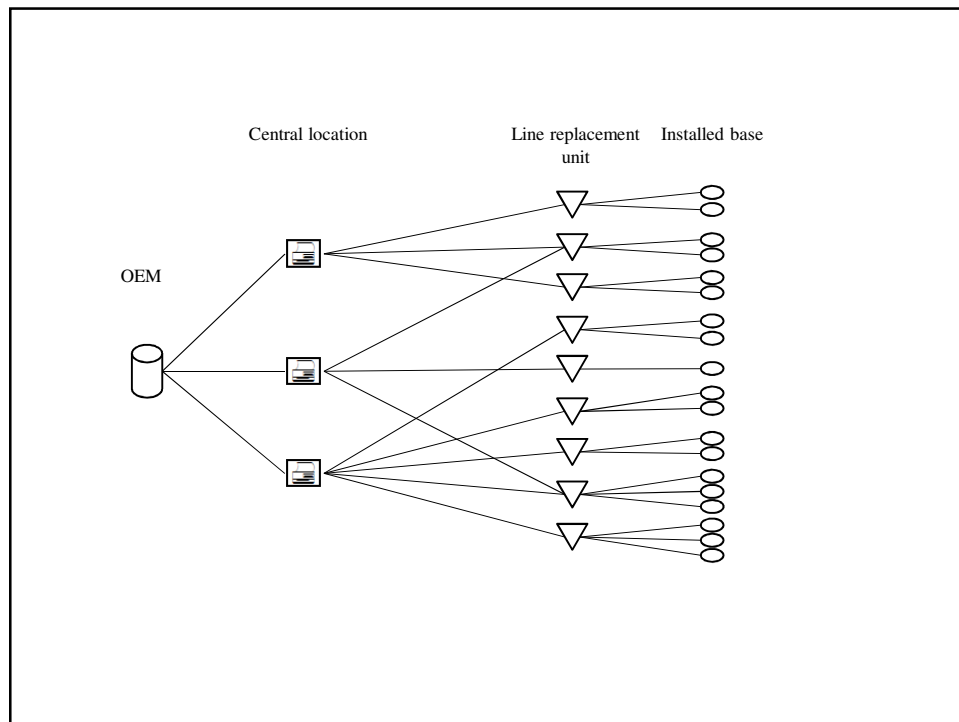 Central location
Line replacement
unit
Installed base
OEM